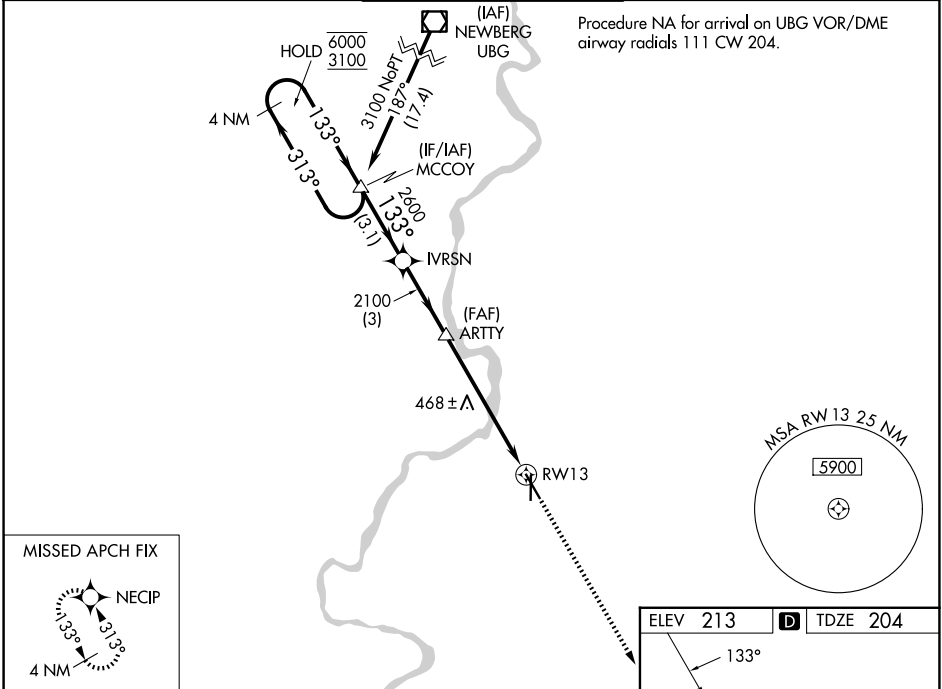 (IAF)
NEWBERG
UBG
Procedure NA for arrival on UBG VOR/DME
airway radials 111 CW 204.
HOLD
6000
3100
3100 NoPT
187°
(17.4)
4 NM
133°
313°
(IF/IAF)
MCCOY
2600
133°
(3.1)
IVRSN
2100
(3)
(FAF)
ARTTY
468±
RW13
MSA RW 13 25 NM
5900
MISSED APCH FIX
NECIP
133°
313°
4 NM
ELEV 213
D
TDZE 204
133°